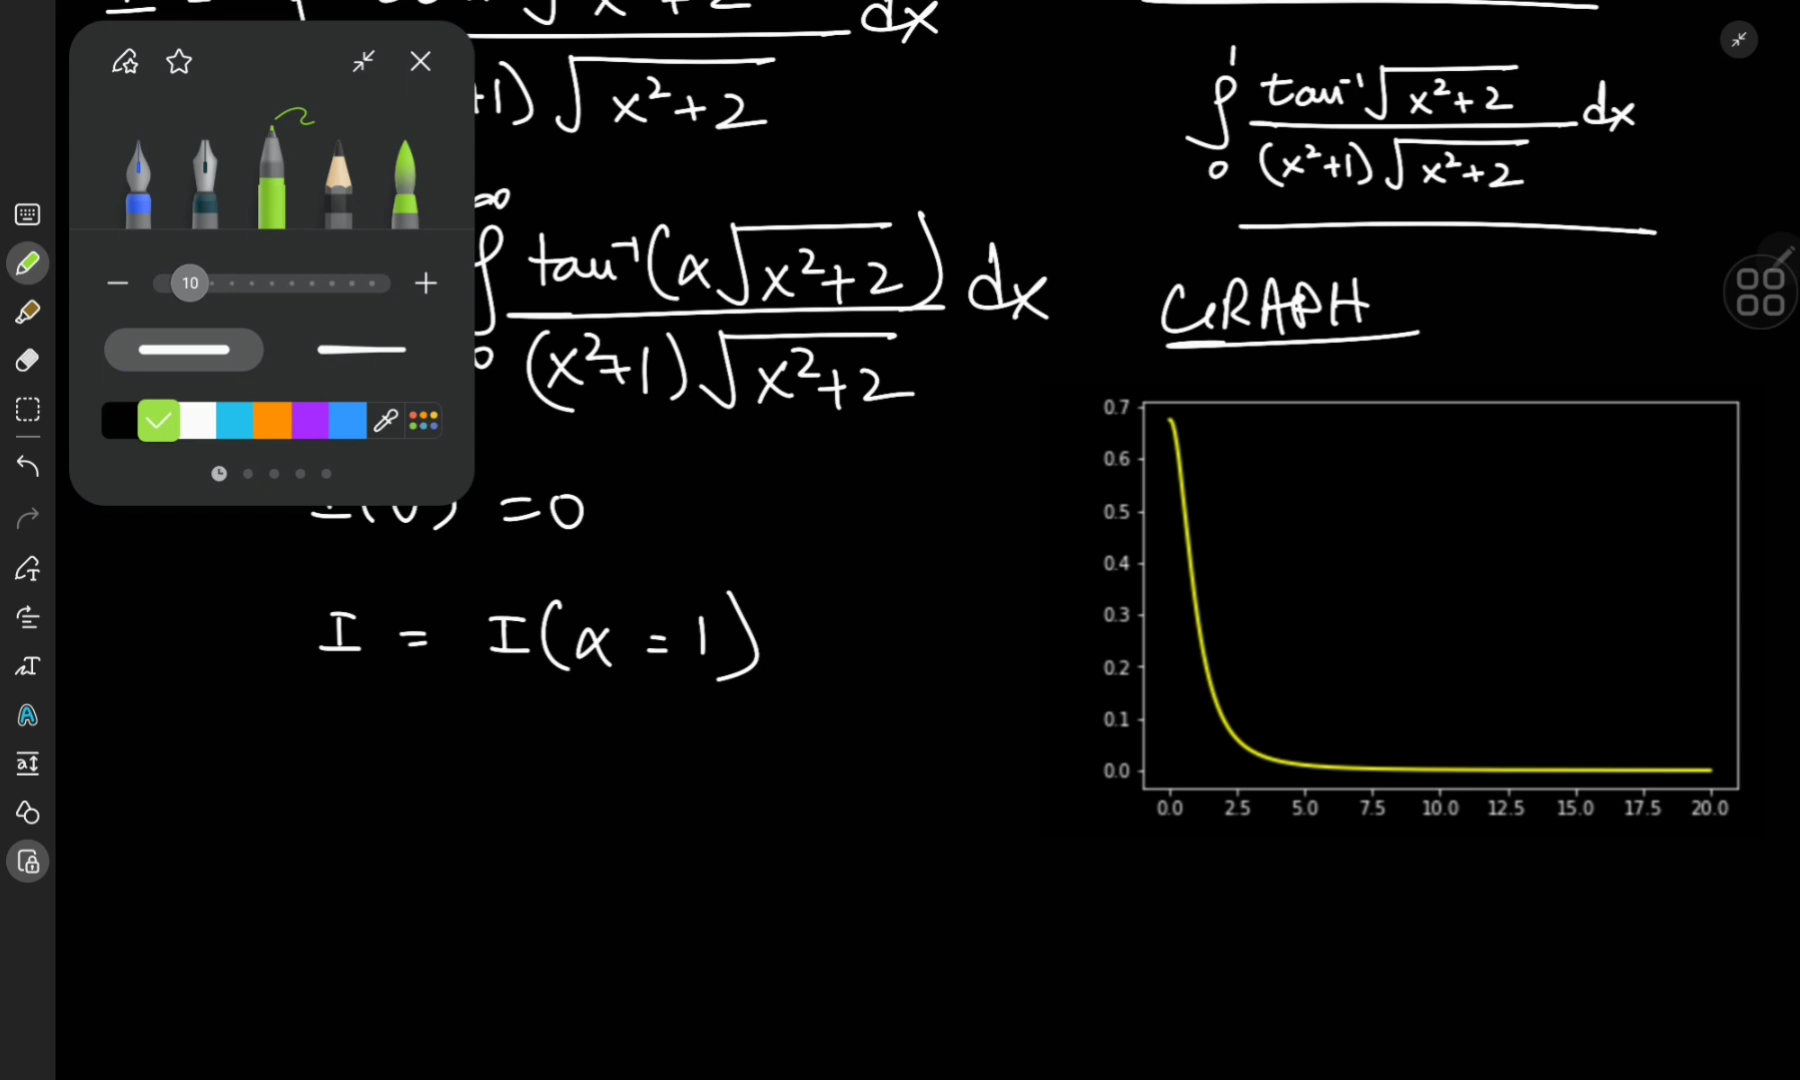 dx
+1) √x²+2
∞
∫ tan⁻¹(α√x²+2) dx
0 (x²+1)√x²+2
I(0) = 0
I = I(α = 1)
1
∫ tan⁻¹√x²+2 dx
0 (x²+1)√x²+2
GRAPH
0.7
0.6
0.5
0.4
0.3
0.2
0.1
0.0
0.0 2.5 5.0 7.5 10.0 12.5 15.0 17.5 20.0
10